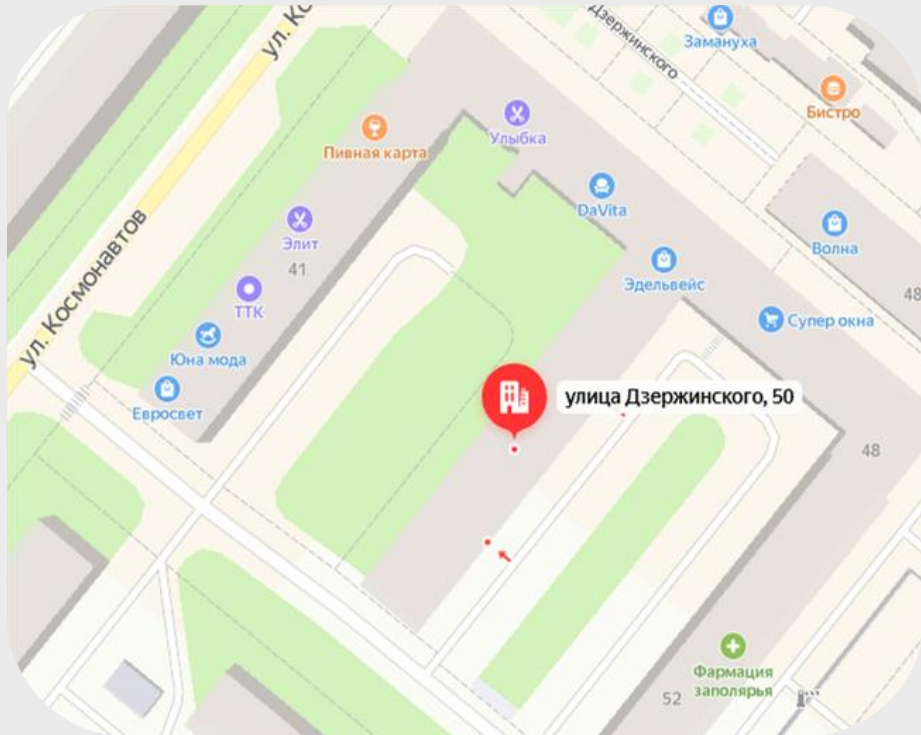 ул. Ко
Дзержинского
Замануха
Бистро
Улыбка
Пивная карта
DaVita
Волна
Элит
41
Эдельвейс
48
ТТК
Супер окна
ул. Космонавтов
Юна мода
Евросвет
улица Дзержинского, 50
48
Фармация
заполярья
52